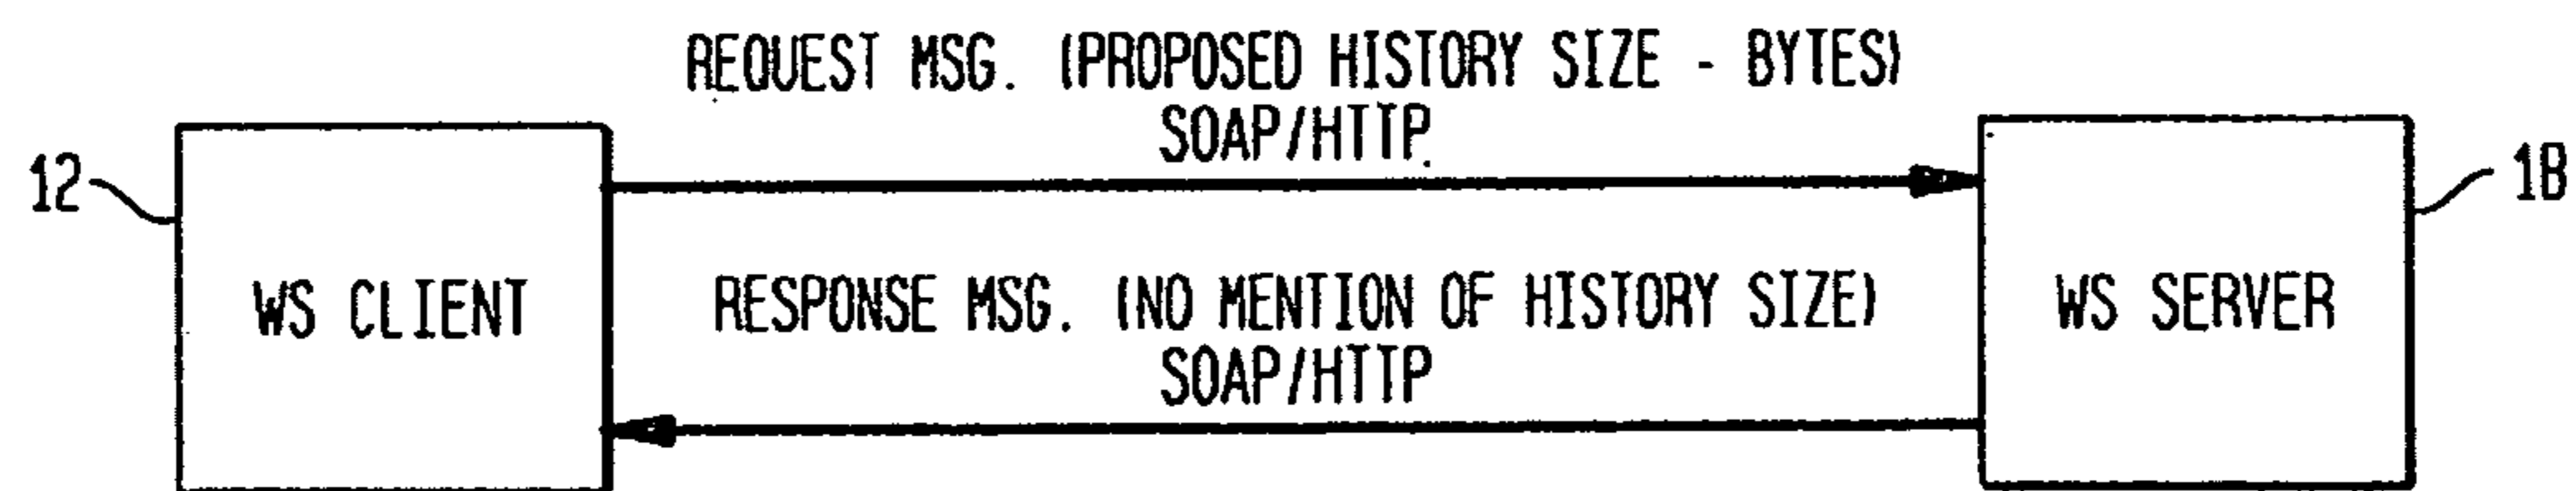 REQUEST MSG. (PROPOSED HISTORY SIZE - BYTES)
SOAP/HTTP
12
18
WS CLIENT
RESPONSE MSG. (NO MENTION OF HISTORY SIZE)
WS SERVER
SOAP/HTTP